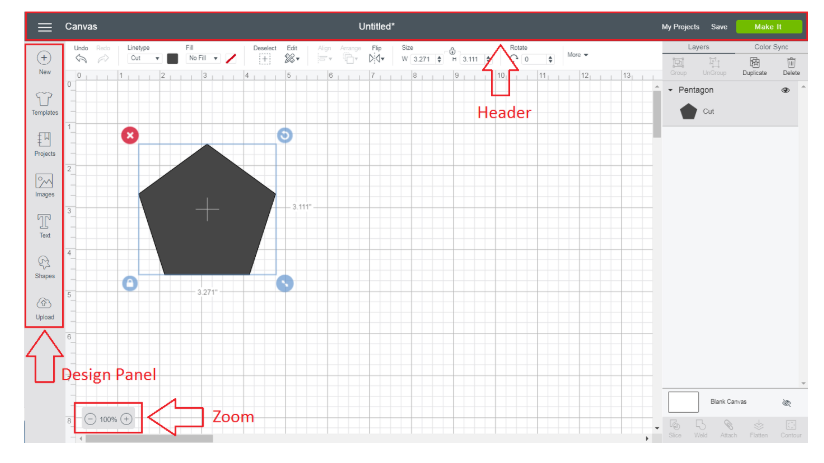 Canvas
Untitled*
My Projects Save Make It
Undo Redo Linetype Fill Deselect Edit Align Arrange Flip Size Rotate
Cut No Fill W 3.271 H 3.111 0 More
Layers Color Sync
Group UnGroup Duplicate Delete
New
Templates
Projects
Images
Text
Shapes
Upload
0 1 2 3 4 5 6 7 8 9 10 11 12 13
0
1
2
3
4
5
6
8
Header
Pentagon
Cut
3.111"
3.271"
Design Panel
100%
Zoom
Blank Canvas
Slice Weld Attach Flatten Contour